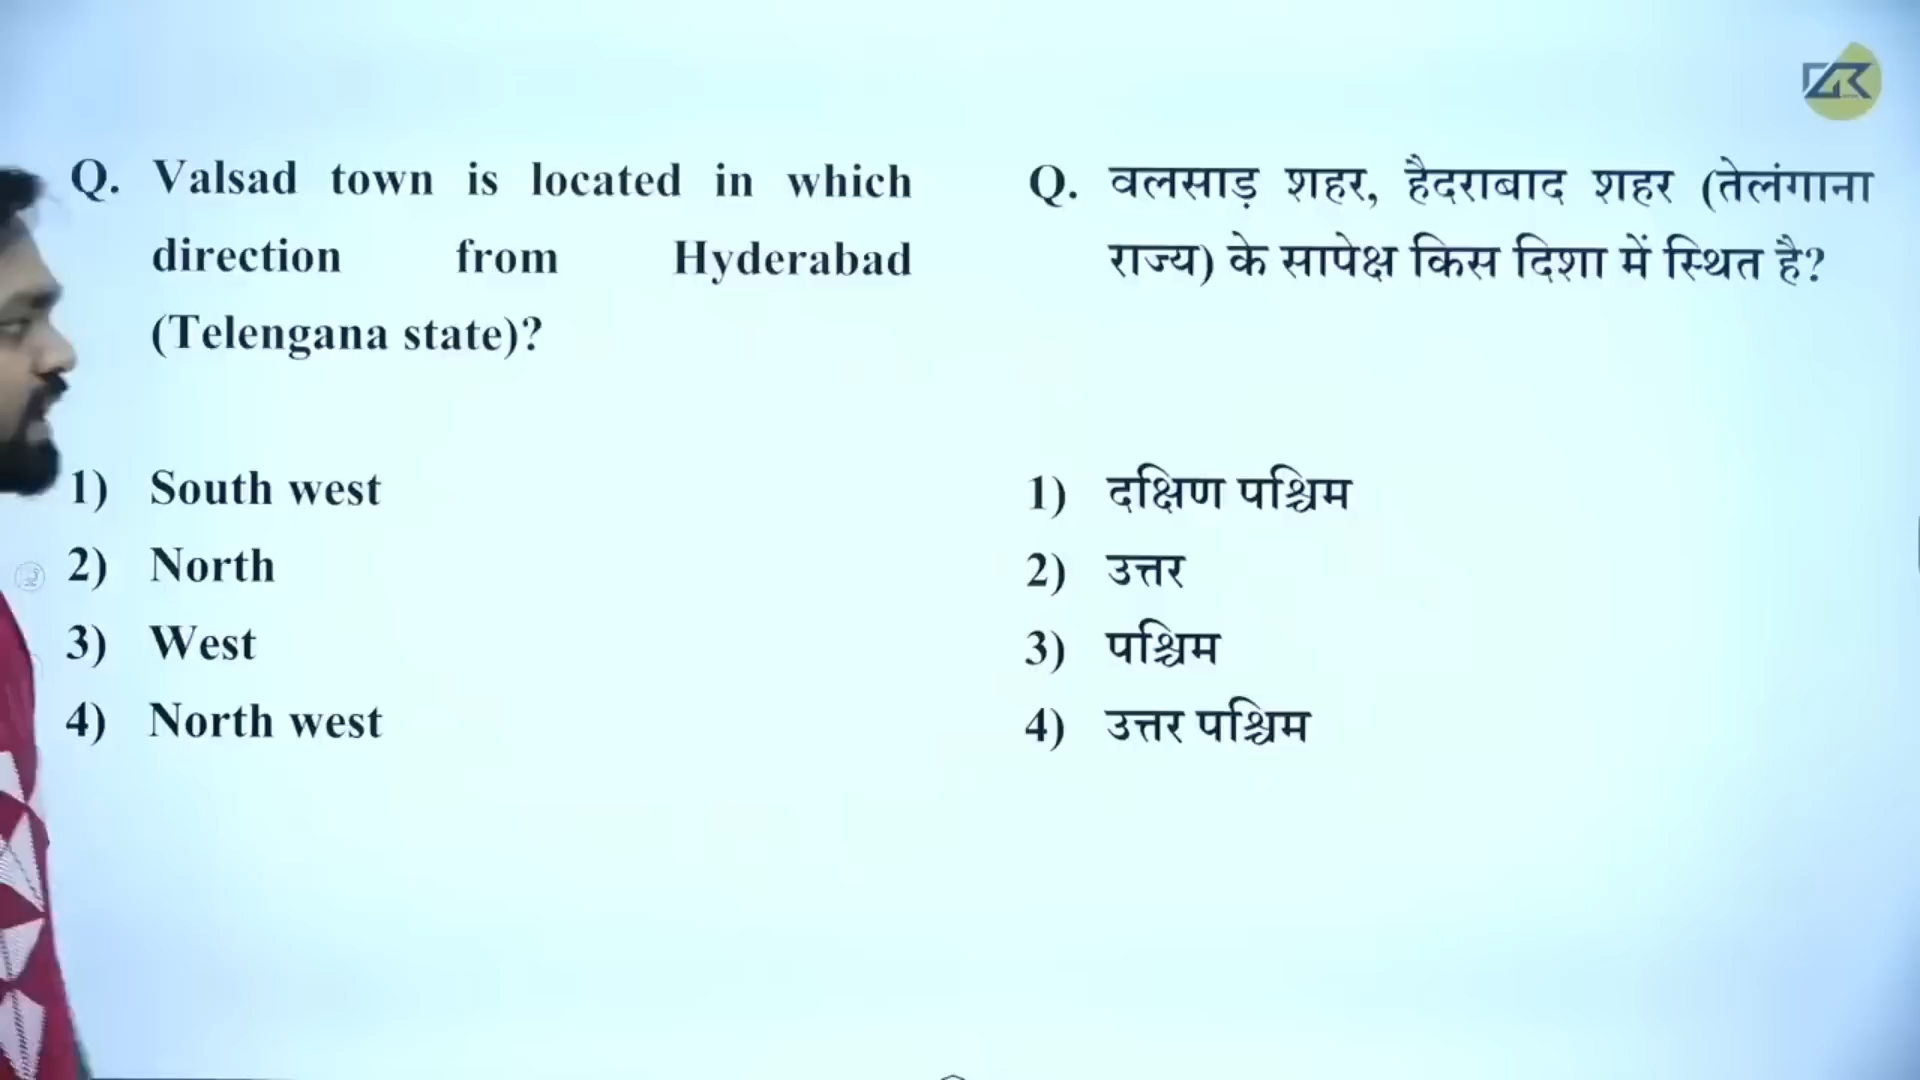 Q. Valsad town is located in which
direction from Hyderabad
(Telengana state)?
1) South west
2) North
3) West
4) North west
Q. वलसाड़ शहर, हैदराबाद शहर (तेलंगाना
राज्य) के सापेक्ष किस दिशा में स्थित है?
1) दक्षिण पश्चिम
2) उत्तर
3) पश्चिम
4) उत्तर पश्चिम